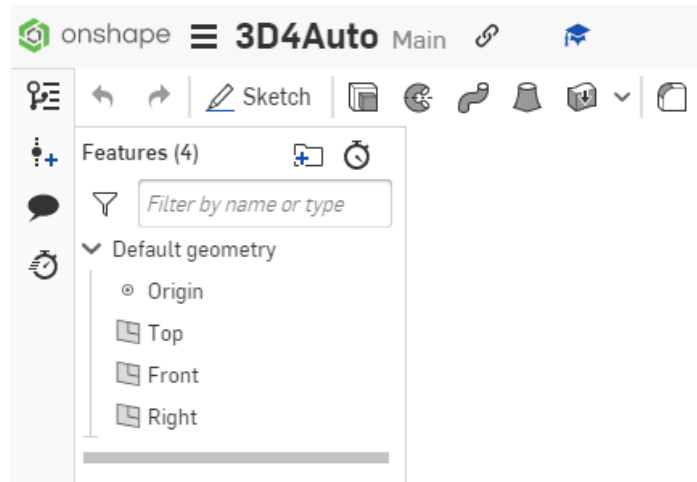 onshape 3D4Auto Main
Sketch
Features (4)
Filter by name or type
Default geometry
Origin
Top
Front
Right